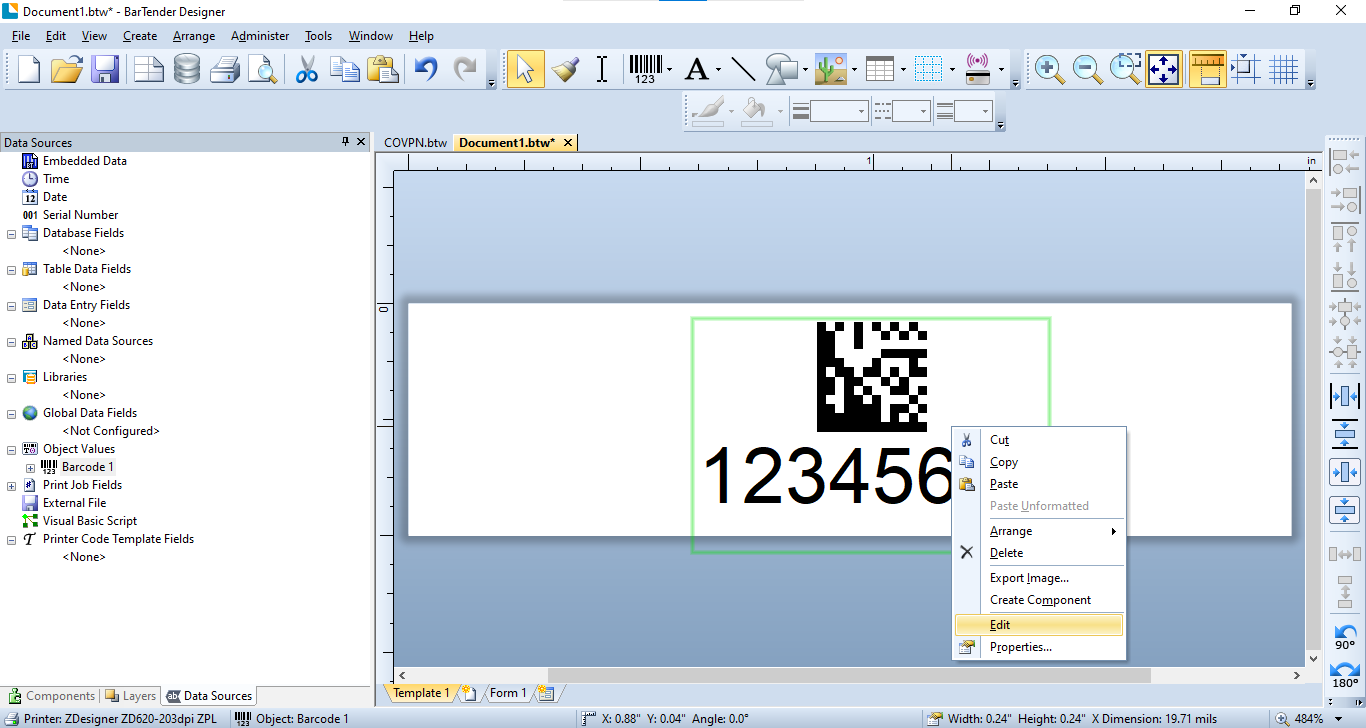 Document1.btw* - BarTender Designer
File Edit View Create Arrange Administer Tools Window Help
123
Data Sources
COVPN.btw Document1.btw*
Embedded Data
Time
12 Date
001 Serial Number
Database Fields
<None>
Table Data Fields
<None>
Data Entry Fields
<None>
Named Data Sources
<None>
Libraries
<None>
Global Data Fields
<Not Configured>
Object Values
123 Barcode 1
Print Job Fields
External File
Visual Basic Script
Printer Code Template Fields
<None>
1 in
0
123456
Cut
Copy
Paste
Paste Unformatted
Arrange
Delete
Export Image...
Create Component
Edit
Properties...
90°
180°
Components Layers abc Data Sources
Template 1 Form 1
Printer: ZDesigner ZD620-203dpi ZPL 123 Object: Barcode 1 X: 0.88" Y: 0.04" Angle: 0.0° Width: 0.24" Height: 0.24" X Dimension: 19.71 mils 484%